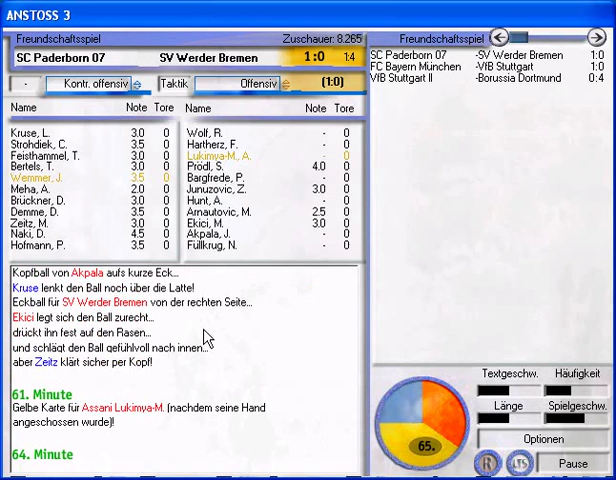 ANSTOSS 3
Freundschaftsspiel Zuschauer: 8.265
SC Paderborn 07 SV Werder Bremen 1:0 1:4
- Kontr. offensiv Taktik Offensiv (1:0)
Name Note Tore Name Note Tore
Kruse, L. 3.0 0 Wolf, R. - 0
Strohdiek, C. 3.5 0 Hartherz, F. - 0
Feisthammel, T. 3.0 0 Lukimya-M., A. - 0
Bertels, T. 3.0 0 Prödl, S. 4.0 0
Wemmer, J. 3.5 0 Bargfrede, P. - 0
Meha, A. 2.0 0 Junuzovic, Z. 3.0 0
Brückner, D. 3.0 0 Hunt, A. - 0
Demme, D. 3.5 0 Arnautovic, M. 2.5 0
Zeitz, M. 3.0 0 Ekici, M. 3.0 0
Naki, D. 4.5 0 Akpala, J. - 0
Hofmann, P. 3.5 0 Füllkrug, N. - 0
Kopfball von Akpala aufs kurze Eck...
Kruse lenkt den Ball noch über die Latte!
Eckball für SV Werder Bremen von der rechten Seite...
Ekici legt sich den Ball zurecht...
drückt ihn fest auf den Rasen...
und schlägt den Ball gefühlvoll nach innen...
aber Zeitz klärt sicher per Kopf!
61. Minute
Gelbe Karte für Assani Lukimya-M. (nachdem seine Hand
angeschossen wurde)!
64. Minute
Freundschaftsspiel
SC Paderborn 07 -SV Werder Bremen 1:0
FC Bayern München -VfB Stuttgart 1:0
VfB Stuttgart II -Borussia Dortmund 0:4
Textgeschw. Häufigkeit
Länge Spielgeschw.
65.
Optionen
R LTS Pause